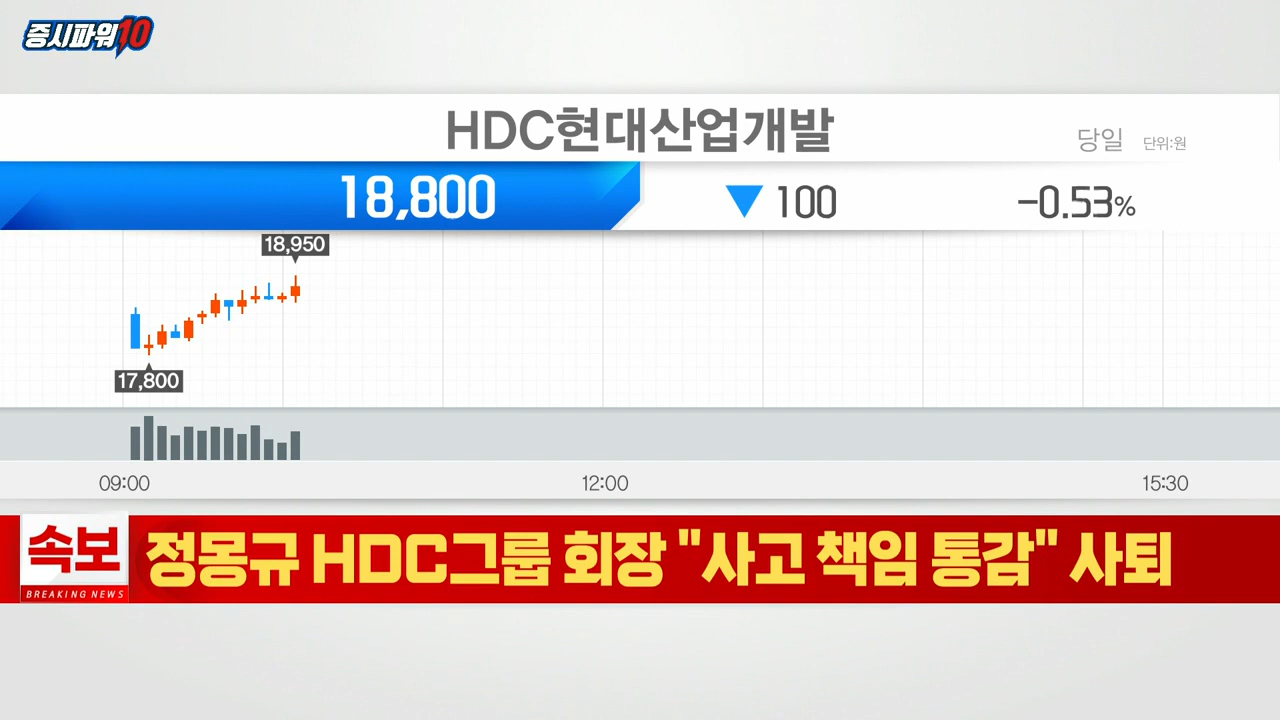 증시파워10
HDC현대산업개발
당일 단위:원
18,800 ▼ 100 -0.53%
18,950
17,800
09:00 12:00 15:30
속보 정몽규 HDC그룹 회장 "사고 책임 통감" 사퇴
BREAKING NEWS